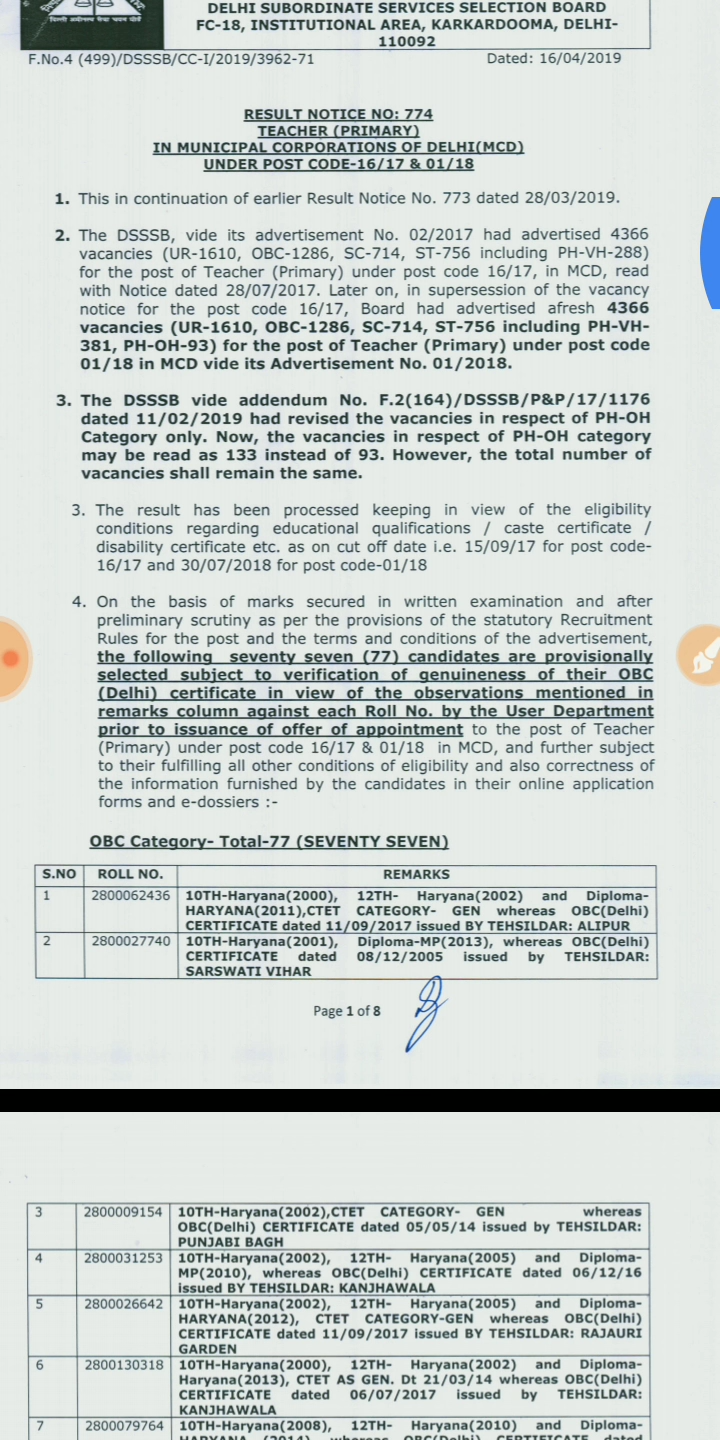 दिल्ली अधीनस्थ सेवा चयन बोर्ड
DELHI SUBORDINATE SERVICES SELECTION BOARD
FC-18, INSTITUTIONAL AREA, KARKARDOOMA, DELHI-
110092
F.No.4 (499)/DSSSB/CC-I/2019/3962-71 Dated: 16/04/2019
RESULT NOTICE NO: 774
TEACHER (PRIMARY)
IN MUNICIPAL CORPORATIONS OF DELHI(MCD)
UNDER POST CODE-16/17 & 01/18
1. This in continuation of earlier Result Notice No. 773 dated 28/03/2019.
2. The DSSSB, vide its advertisement No. 02/2017 had advertised 4366
vacancies (UR-1610, OBC-1286, SC-714, ST-756 including PH-VH-288)
for the post of Teacher (Primary) under post code 16/17, in MCD, read
with Notice dated 28/07/2017. Later on, in supersession of the vacancy
notice for the post code 16/17, Board had advertised afresh 4366
vacancies (UR-1610, OBC-1286, SC-714, ST-756 including PH-VH-
381, PH-OH-93) for the post of Teacher (Primary) under post code
01/18 in MCD vide its Advertisement No. 01/2018.
3. The DSSSB vide addendum No. F.2(164)/DSSSB/P&P/17/1176
dated 11/02/2019 had revised the vacancies in respect of PH-OH
Category only. Now, the vacancies in respect of PH-OH category
may be read as 133 instead of 93. However, the total number of
vacancies shall remain the same.
3. The result has been processed keeping in view of the eligibility
conditions regarding educational qualifications / caste certificate /
disability certificate etc. as on cut off date i.e. 15/09/17 for post code-
16/17 and 30/07/2018 for post code-01/18
4. On the basis of marks secured in written examination and after
preliminary scrutiny as per the provisions of the statutory Recruitment
Rules for the post and the terms and conditions of the advertisement,
the following seventy seven (77) candidates are provisionally
selected subject to verification of genuineness of their OBC
(Delhi) certificate in view of the observations mentioned in
remarks column against each Roll No. by the User Department
prior to issuance of offer of appointment to the post of Teacher
(Primary) under post code 16/17 & 01/18 in MCD, and further subject
to their fulfilling all other conditions of eligibility and also correctness of
the information furnished by the candidates in their online application
forms and e-dossiers :-
OBC Category- Total-77 (SEVENTY SEVEN)
S.NO ROLL NO. REMARKS
1 2800062436 10TH-Haryana(2000), 12TH- Haryana(2002) and Diploma-
HARYANA(2011),CTET CATEGORY- GEN whereas OBC(Delhi)
CERTIFICATE dated 11/09/2017 issued BY TEHSILDAR: ALIPUR
2 2800027740 10TH-Haryana(2001), Diploma-MP(2013), whereas OBC(Delhi)
CERTIFICATE dated 08/12/2005 issued by TEHSILDAR:
SARSWATI VIHAR
Page 1 of 8
3 2800009154 10TH-Haryana(2002),CTET CATEGORY- GEN whereas
OBC(Delhi) CERTIFICATE dated 05/05/14 issued by TEHSILDAR:
PUNJABI BAGH
4 2800031253 10TH-Haryana(2002), 12TH- Haryana(2005) and Diploma-
MP(2010), whereas OBC(Delhi) CERTIFICATE dated 06/12/16
issued BY TEHSILDAR: KANJHAWALA
5 2800026642 10TH-Haryana(2002), 12TH- Haryana(2005) and Diploma-
HARYANA(2012), CTET CATEGORY-GEN whereas OBC(Delhi)
CERTIFICATE dated 11/09/2017 issued BY TEHSILDAR: RAJAURI
GARDEN
6 2800130318 10TH-Haryana(2000), 12TH- Haryana(2002) and Diploma-
Haryana(2013), CTET AS GEN. Dt 21/03/14 whereas OBC(Delhi)
CERTIFICATE dated 06/07/2017 issued by TEHSILDAR:
KANJHAWALA
7 2800079764 10TH-Haryana(2008), 12TH- Haryana(2010) and Diploma-
HARYANA (2014), whereas OBC(Delhi) CERTIFICATE dated